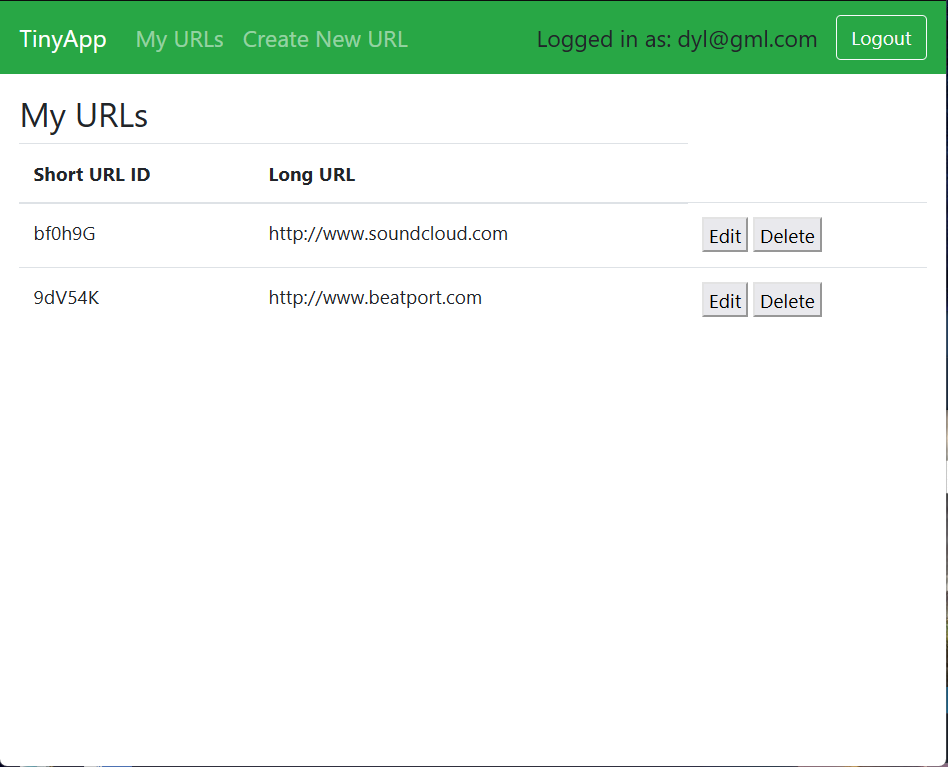 TinyApp My URLs Create New URL Logged in as: dyl@gml.com Logout
My URLs
Short URL ID Long URL
bf0h9G http://www.soundcloud.com Edit Delete
9dV54K http://www.beatport.com Edit Delete